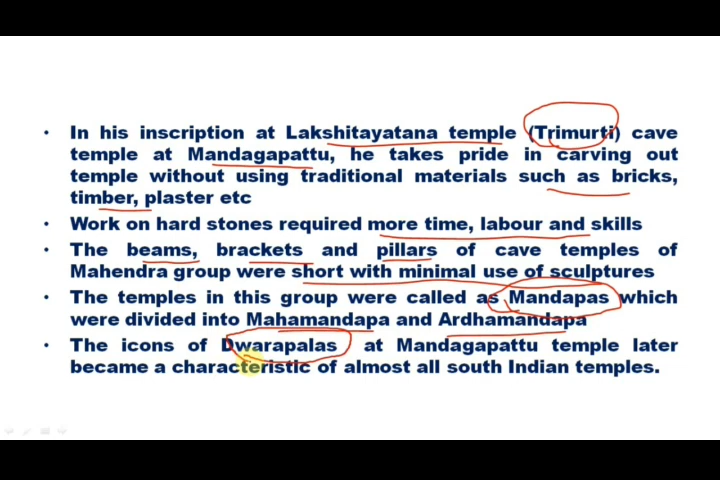 • In his inscription at Lakshitayatana temple (Trimurti) cave
temple at Mandagapattu, he takes pride in carving out
temple without using traditional materials such as bricks,
timber, plaster etc
• Work on hard stones required more time, labour and skills
• The beams, brackets and pillars of cave temples of
Mahendra group were short with minimal use of sculptures
• The temples in this group were called as Mandapas which
were divided into Mahamandapa and Ardhamandapa
• The icons of Dwarapalas at Mandagapattu temple later
became a characteristic of almost all south Indian temples.